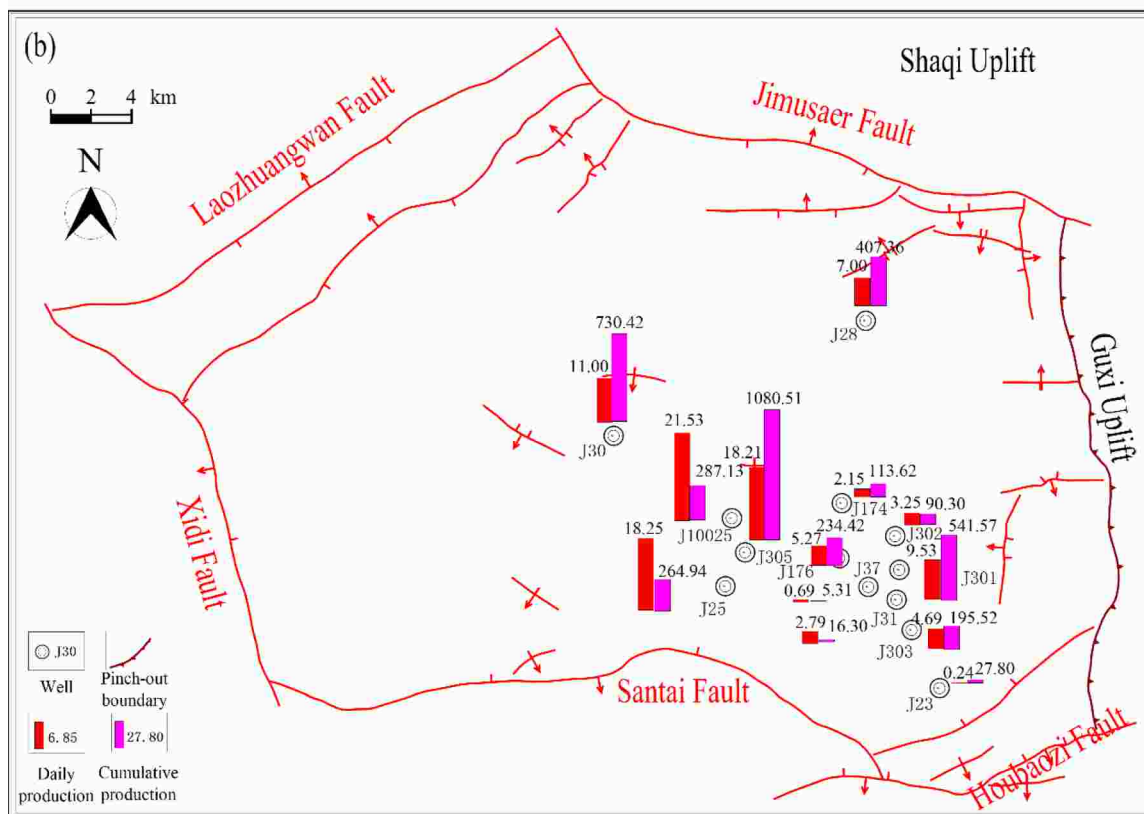 (b)
Shaqi Uplift
0 2 4 km
N
Laozhuangwan Fault
Jimusaer Fault
Guxi Uplift
Xidi Fault
Santai Fault
Houbaozi Fault
407.36
7.00
J28
730.42
11.00
J30
1080.51
21.53
18.21
287.13
J10025
J305
18.25
264.94
J25
2.15
113.62
J174
3.25
90.30
J302
234.42
5.27
J176
J37
541.57
9.53
J301
0.69
5.31
J31
2.79
16.30
4.69
195.52
J303
0.24
27.80
J23
J30
Well
Pinch-out
boundary
6.85
27.80
Daily
production
Cumulative
production